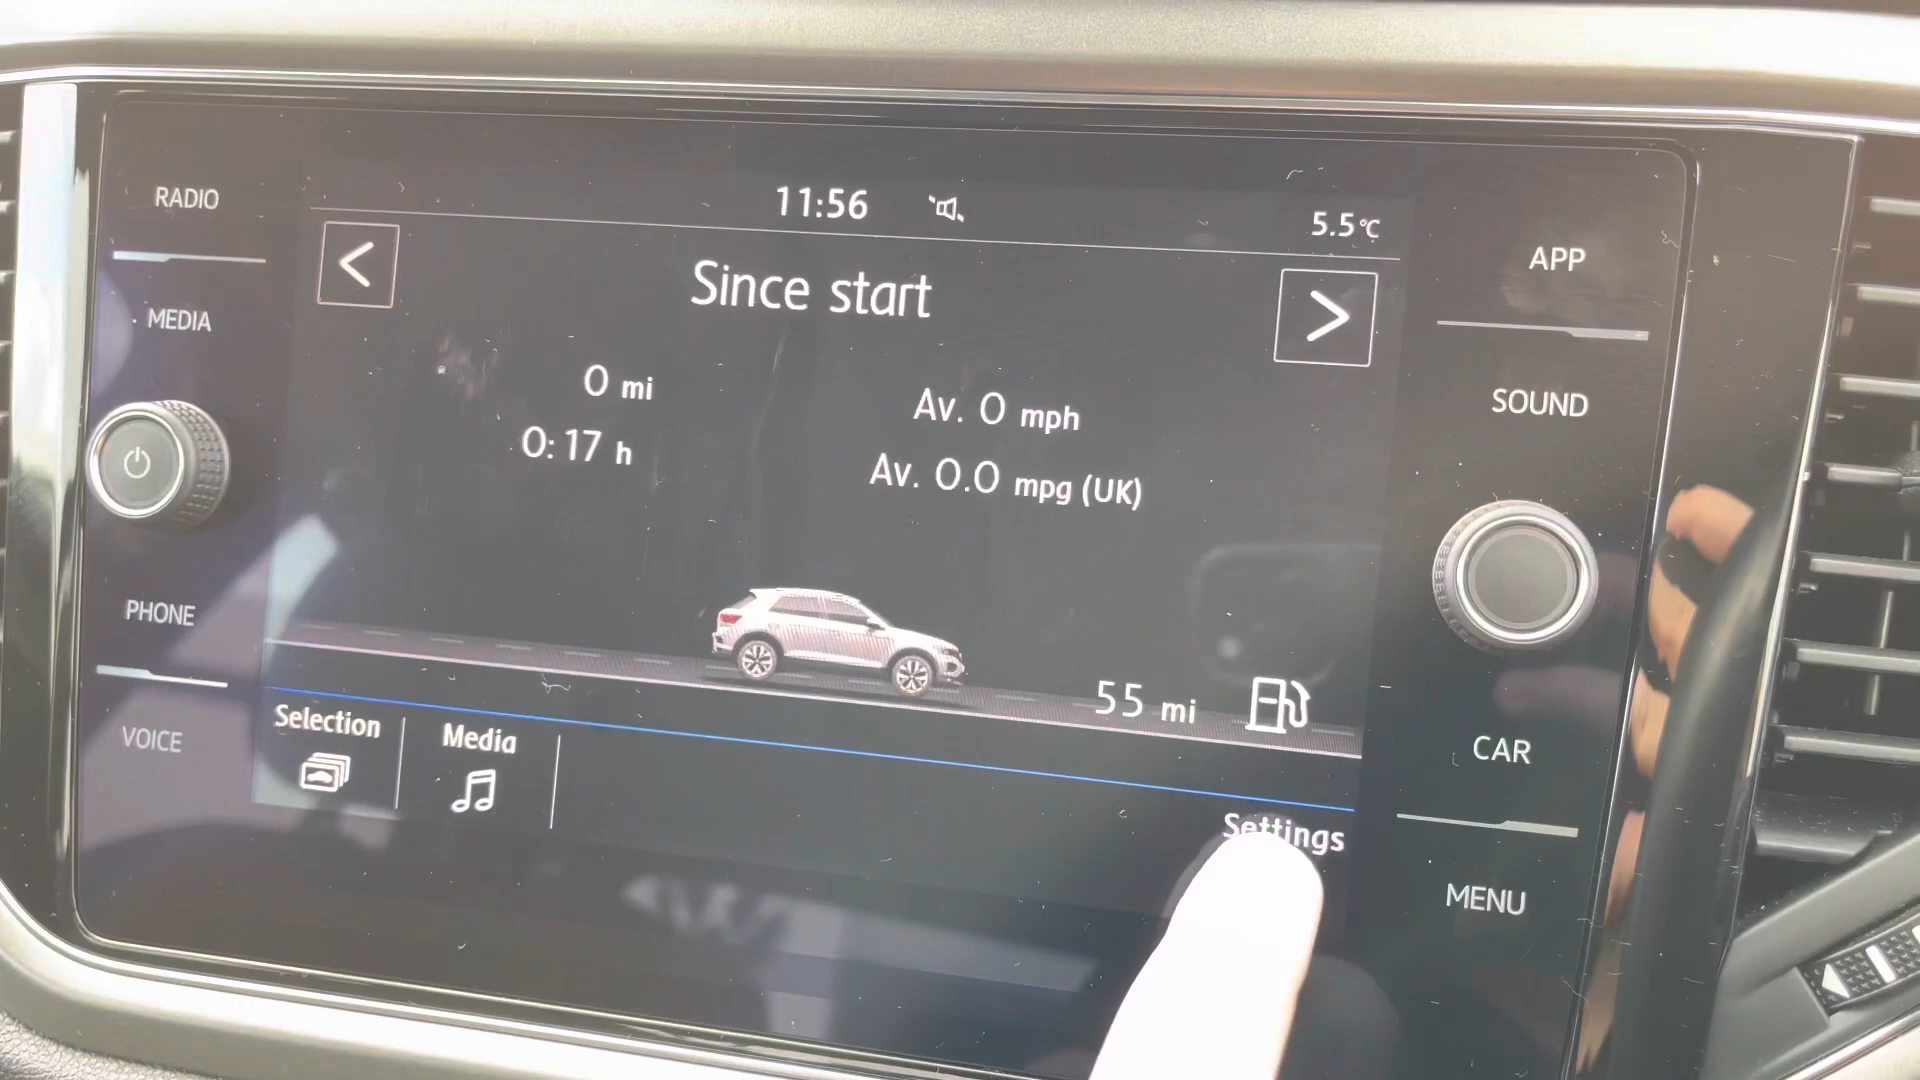 RADIO
MEDIA
PHONE
VOICE
11:56
5.5°C
Since start
0 mi
0:17 h
Av. 0 mph
Av. 0.0 mpg (UK)
55 mi
Selection
Media
Settings
APP
SOUND
CAR
MENU